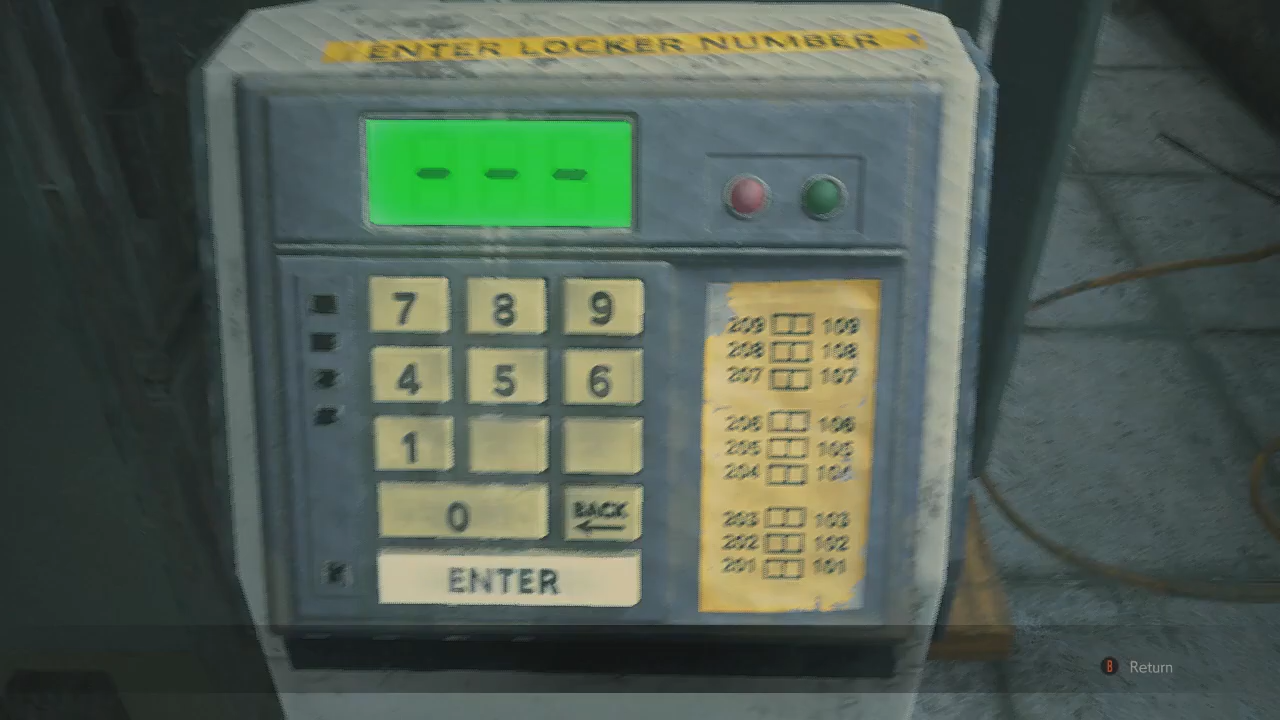 ENTER LOCKER NUMBER
- - -
7 8 9
4 5 6
1
0 BACK
ENTER
209 109
208 108
207 107
206 106
205 105
204 104
203 103
202 102
201 101
B Return